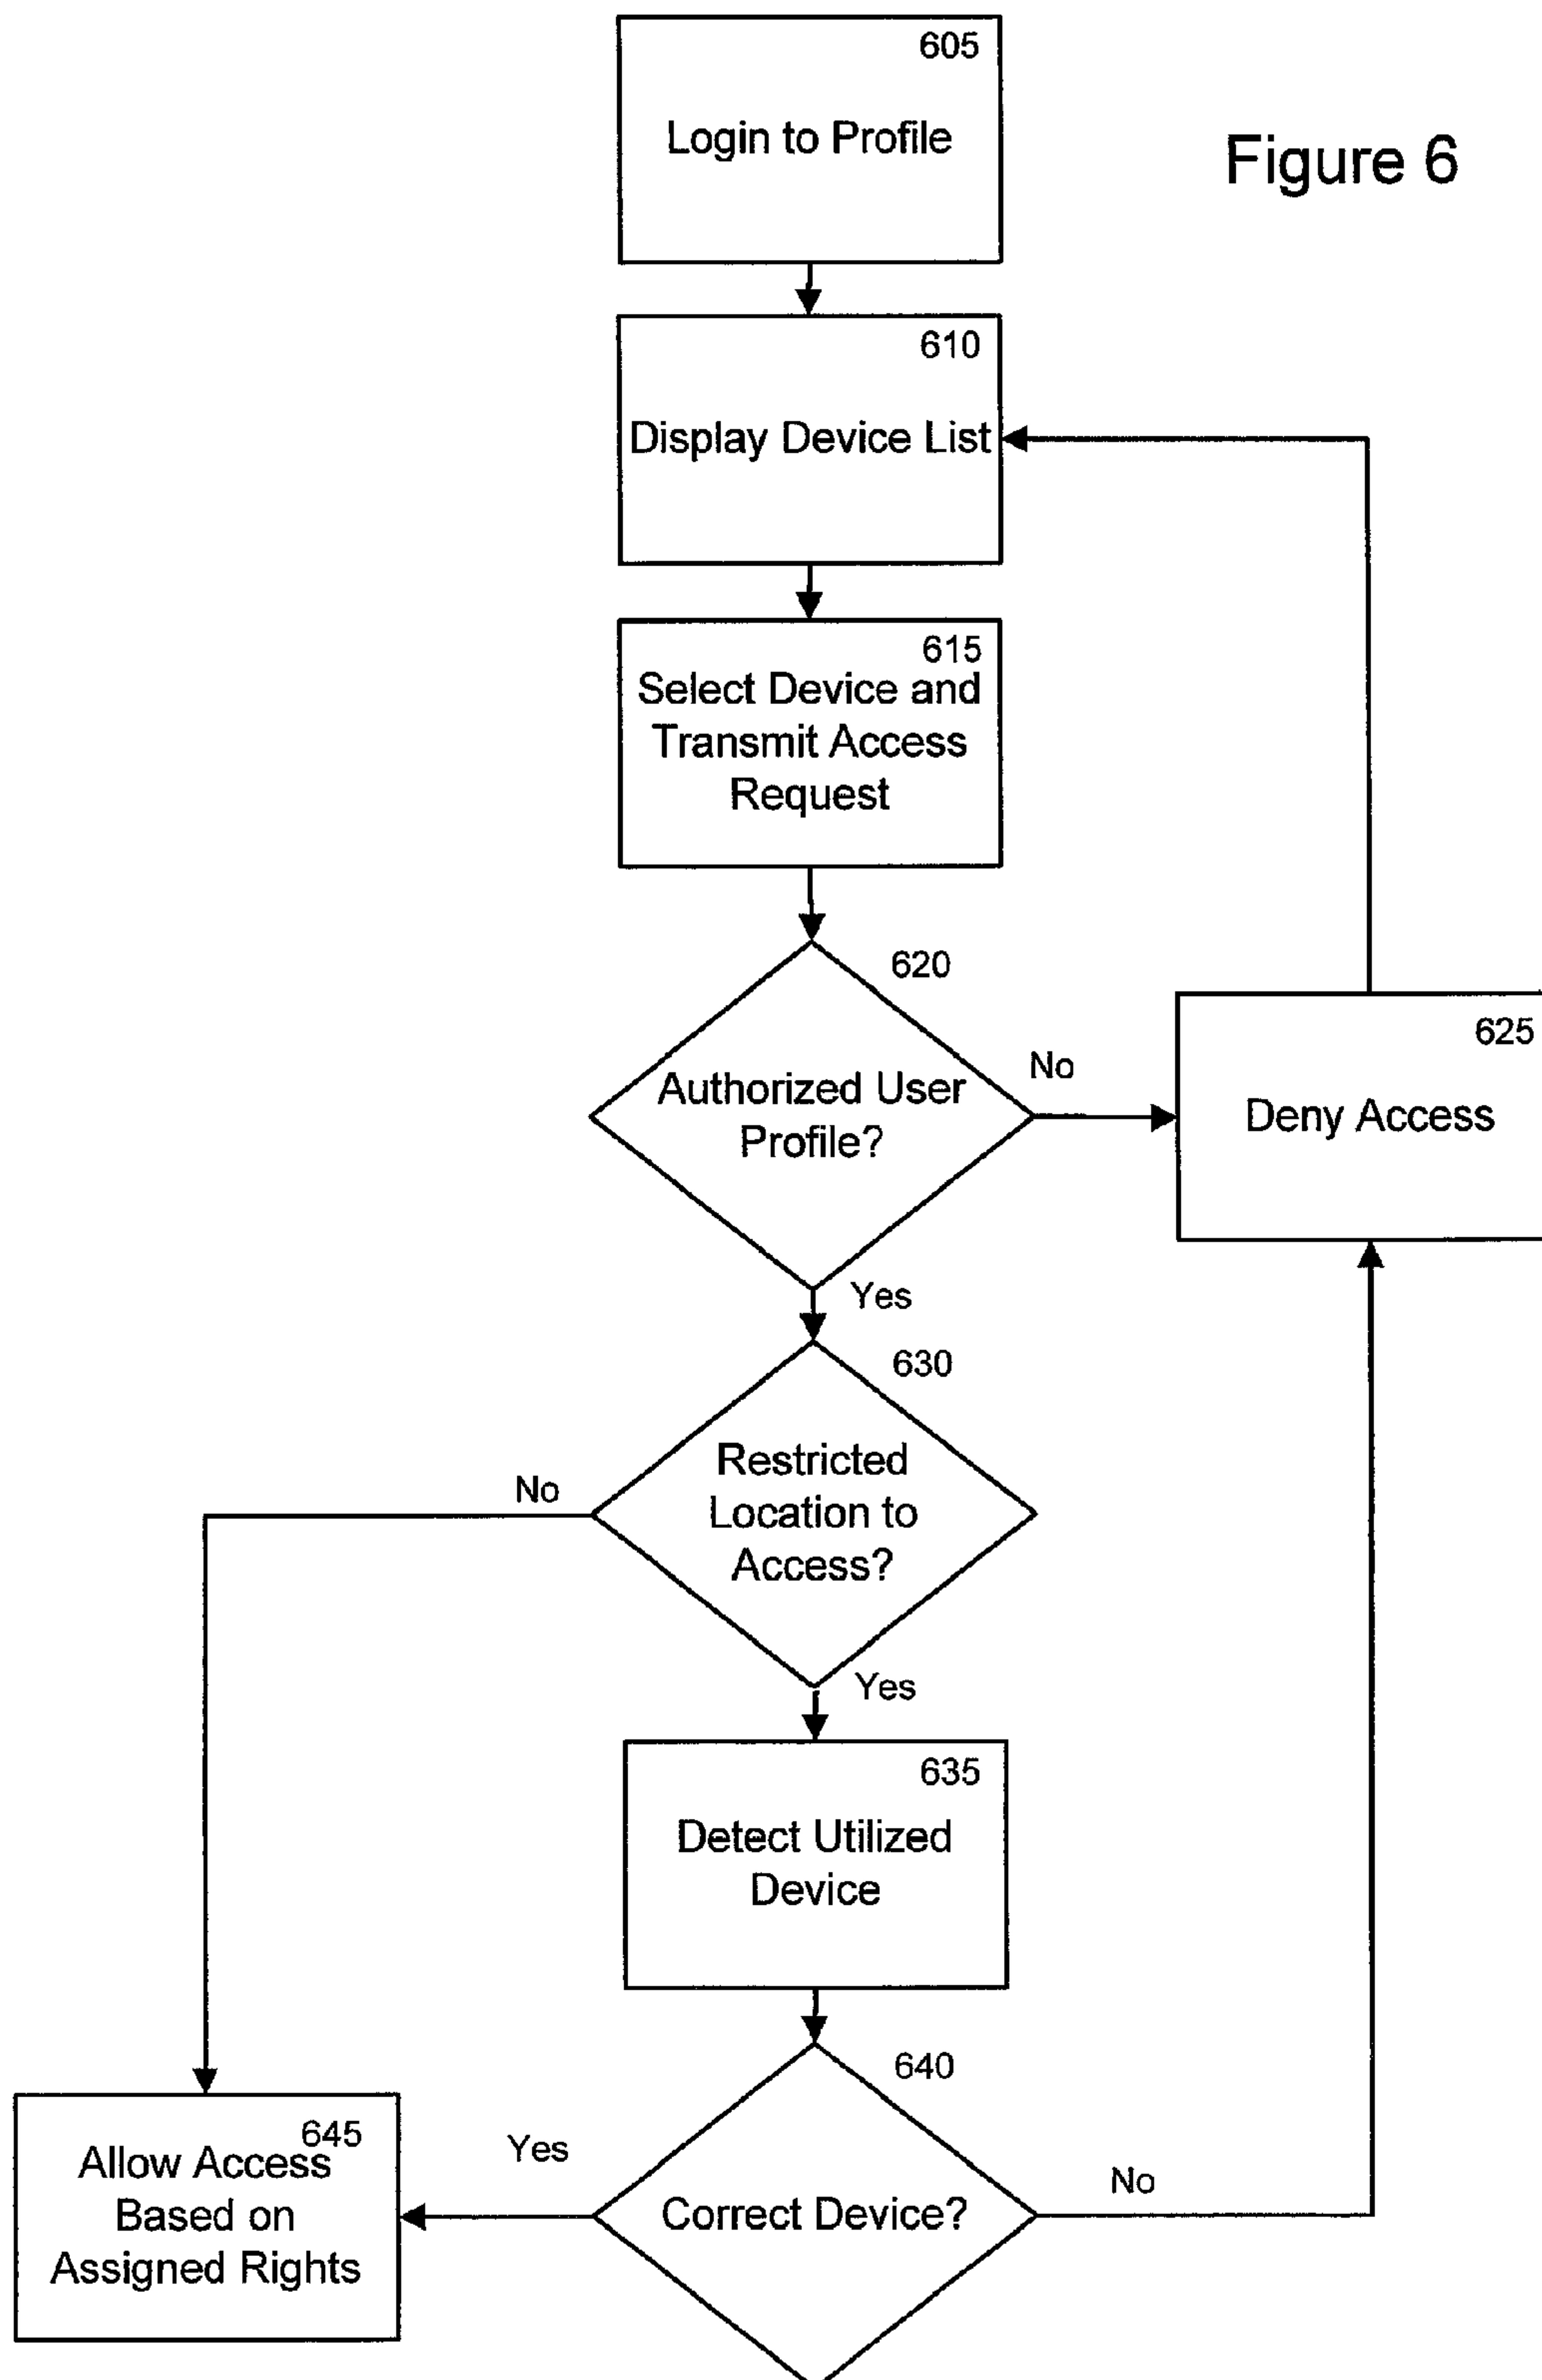 605
Login to Profile
Figure 6
610
Display Device List
615
Select Device and
Transmit Access
Request
620
Authorized User
Profile?
No
625
Deny Access
Yes
630
Restricted
Location to
Access?
No
Yes
635
Detect Utilized
Device
640
Correct Device?
Yes
No
645
Allow Access
Based on
Assigned Rights